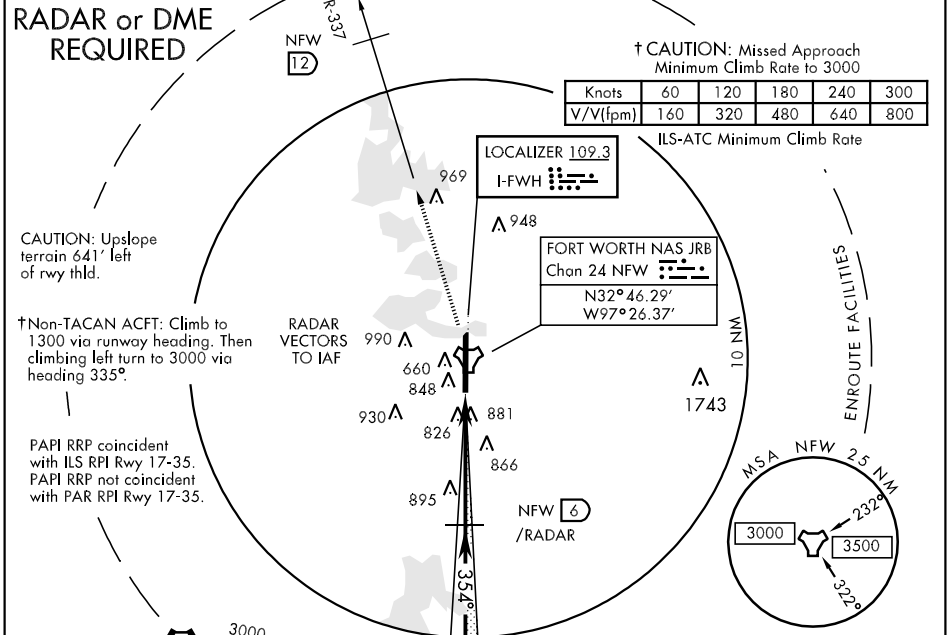 RADAR or DME
REQUIRED
R-337
NFW
12
† CAUTION: Missed Approach
Minimum Climb Rate to 3000
Knots 60 120 180 240 300
V/V(fpm) 160 320 480 640 800
ILS-ATC Minimum Climb Rate
LOCALIZER 109.3
I-FWH
969
948
CAUTION: Upslope
terrain 641' left
of rwy thld.
FORT WORTH NAS JRB
Chan 24 NFW
N32° 46.29'
W97° 26.37'
ENROUTE FACILITIES
†Non-TACAN ACFT: Climb to
1300 via runway heading. Then
climbing left turn to 3000 via
heading 335°.
RADAR
VECTORS
TO IAF
990
660
848
10 NM
1743
930
826
881
866
PAPI RRP coincident
with ILS RPI Rwy 17-35.
PAPI RRP not coincident
with PAR RPI Rwy 17-35.
895
NFW 6
/RADAR
MSA NFW 25 NM
232°
3000
3500
322°
354°
3000